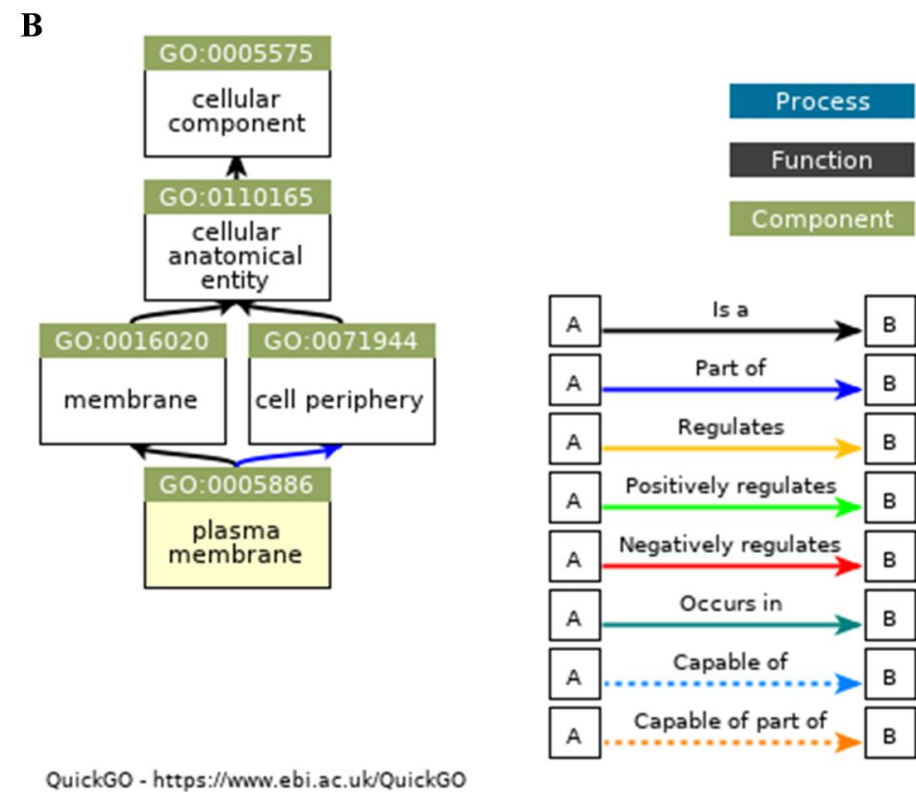 B
GO:0005575
cellular
component
GO:0110165
cellular
anatomical
entity
GO:0016020
membrane
GO:0071944
cell periphery
GO:0005886
plasma
membrane
Process
Function
Component
A Is a B
A Part of B
A Regulates B
A Positively regulates B
A Negatively regulates B
A Occurs in B
A Capable of B
A Capable of part of B
QuickGO - https://www.ebi.ac.uk/QuickGO